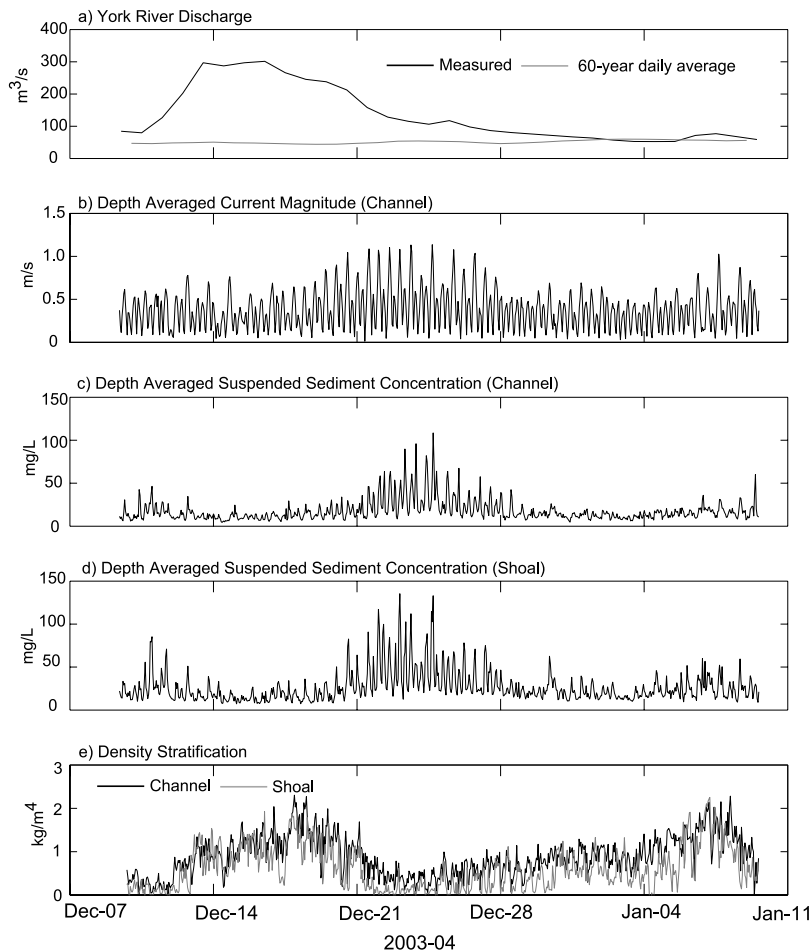 a) York River Discharge
400
300
200
100
0
m³/s
Measured
60-year daily average
b) Depth Averaged Current Magnitude (Channel)
1.5
1.0
0.5
0
m/s
c) Depth Averaged Suspended Sediment Concentration (Channel)
150
100
50
0
mg/L
d) Depth Averaged Suspended Sediment Concentration (Shoal)
150
100
50
0
mg/L
e) Density Stratification
3
2
1
0
kg/m⁴
Channel
Shoal
Dec-07 Dec-14 Dec-21 Dec-28 Jan-04 Jan-11
2003-04